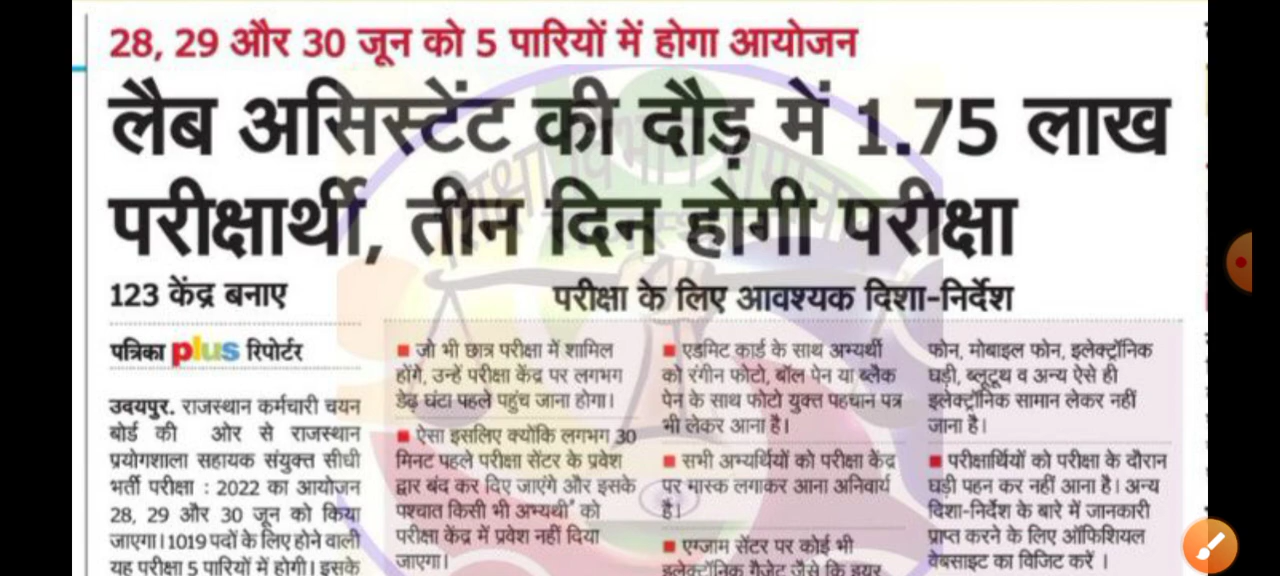 28, 29 और 30 जून को 5 पारियों में होगा आयोजन
लैब असिस्टेंट की दौड़ में 1.75 लाख
परीक्षार्थी, तीन दिन होगी परीक्षा
123 केंद्र बनाए
पत्रिका plus रिपोर्टर
उदयपुर. राजस्थान कर्मचारी चयन
बोर्ड की ओर से राजस्थान
प्रयोगशाला सहायक संयुक्त सीधी
भर्ती परीक्षा : 2022 का आयोजन
28, 29 और 30 जून को किया
जाएगा। 1019 पदों के लिए होने वाली
यह परीक्षा 5 पारियों में होगी। इसके
परीक्षा के लिए आवश्यक दिशा-निर्देश
■ जो भी छात्र परीक्षा में शामिल
होंगे, उन्हें परीक्षा केंद्र पर लगभग
डेढ़ घंटा पहले पहुंच जाना होगा।
■ ऐसा इसलिए क्योंकि लगभग 30
मिनट पहले परीक्षा सेंटर के प्रवेश
द्वार बंद कर दिए जाएंगे और इसके
पश्चात किसी भी अभ्यर्थी को
परीक्षा केंद्र में प्रवेश नहीं दिया
जाएगा।
■ एडमिट कार्ड के साथ अभ्यर्थी
को रंगीन फोटो, बॉल पेन या ब्लैक
पेन के साथ फोटो युक्त पहचान पत्र
भी लेकर आना है।
■ सभी अभ्यर्थियों को परीक्षा केंद्र
पर मास्क लगाकर आना अनिवार्य
है।
■ एग्जाम सेंटर पर कोई भी
इलेक्ट्रॉनिक गैजेट जैसे कि इयर
फोन, मोबाइल फोन, इलेक्ट्रॉनिक
घड़ी, ब्लूटूथ व अन्य ऐसे ही
इलेक्ट्रॉनिक सामान लेकर नहीं
जाना है।
■ परीक्षार्थियों को परीक्षा के दौरान
घड़ी पहन कर नहीं आना है। अन्य
दिशा-निर्देश के बारे में जानकारी
प्राप्त करने के लिए ऑफिशियल
वेबसाइट का विजिट करें ।